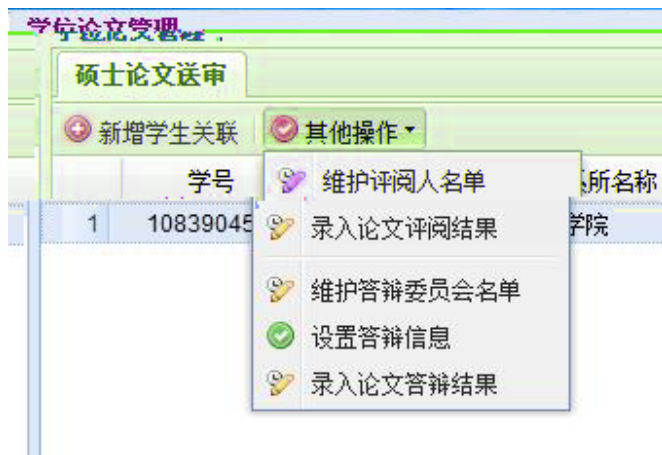 学位论文管理
硕士论文送审
新增学生关联 其他操作
学号 所名称
1 10839045 学院
维护评阅人名单
录入论文评阅结果
维护答辩委员会名单
设置答辩信息
录入论文答辩结果